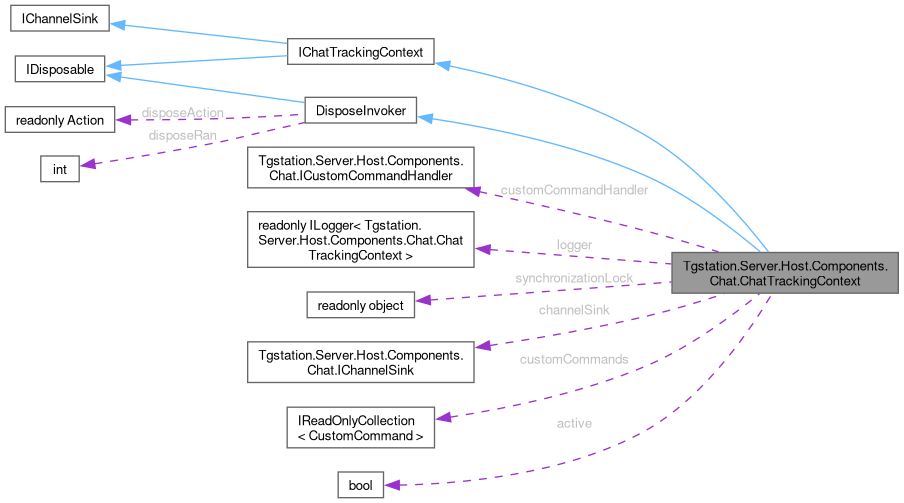 IChannelSink
IChatTrackingContext
IDisposable
DisposeInvoker
disposeAction
readonly Action
disposeRan
int
Tgstation.Server.Host.Components.
Chat.ICustomCommandHandler
customCommandHandler
readonly ILogger< Tgstation.
Server.Host.Components.Chat.Chat
TrackingContext >
logger
Tgstation.Server.Host.Components.
Chat.ChatTrackingContext
synchronizationLock
readonly object
channelSink
Tgstation.Server.Host.Components.
Chat.IChannelSink
customCommands
IReadOnlyCollection
< CustomCommand >
active
bool